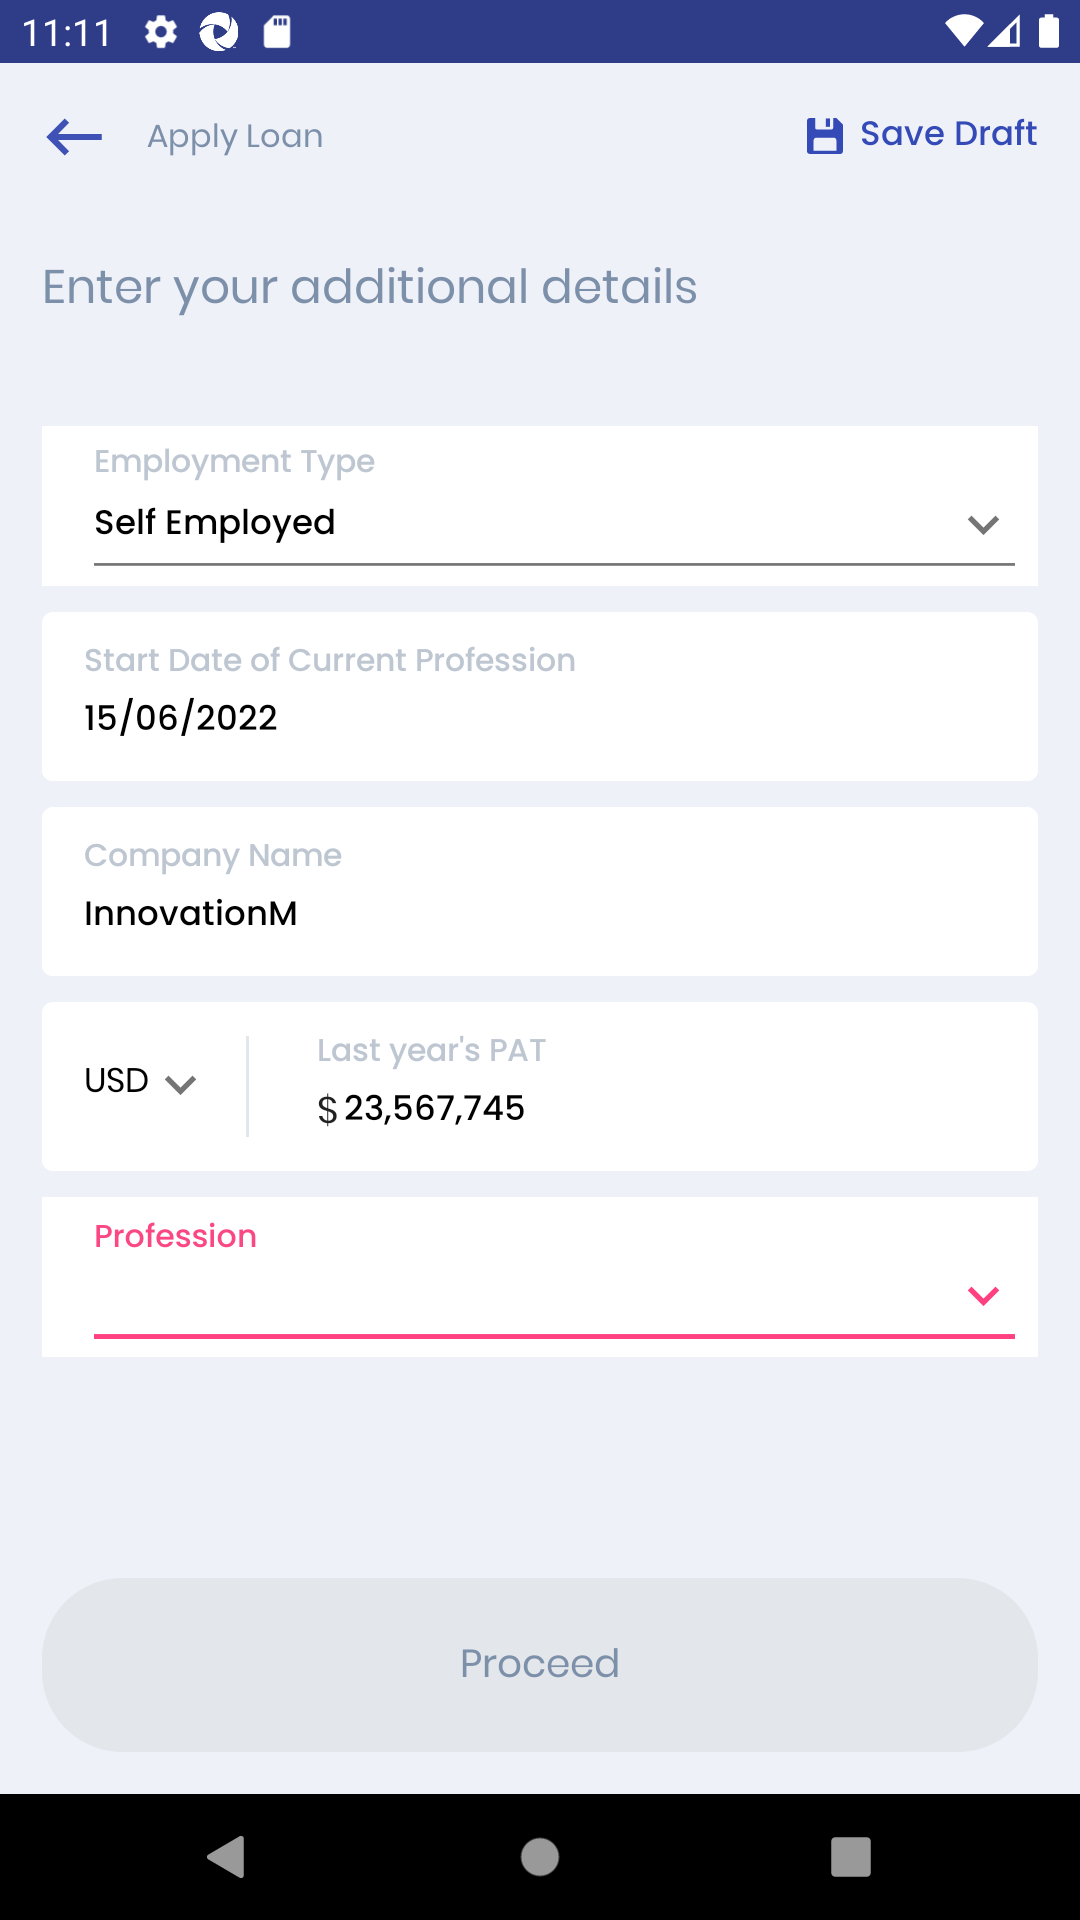 11:11
Apply Loan
Save Draft
Enter your additional details
Employment Type
Self Employed
Start Date of Current Profession
15/06/2022
Company Name
InnovationM
USD
Last year's PAT
$ 23,567,745
Profession
Proceed